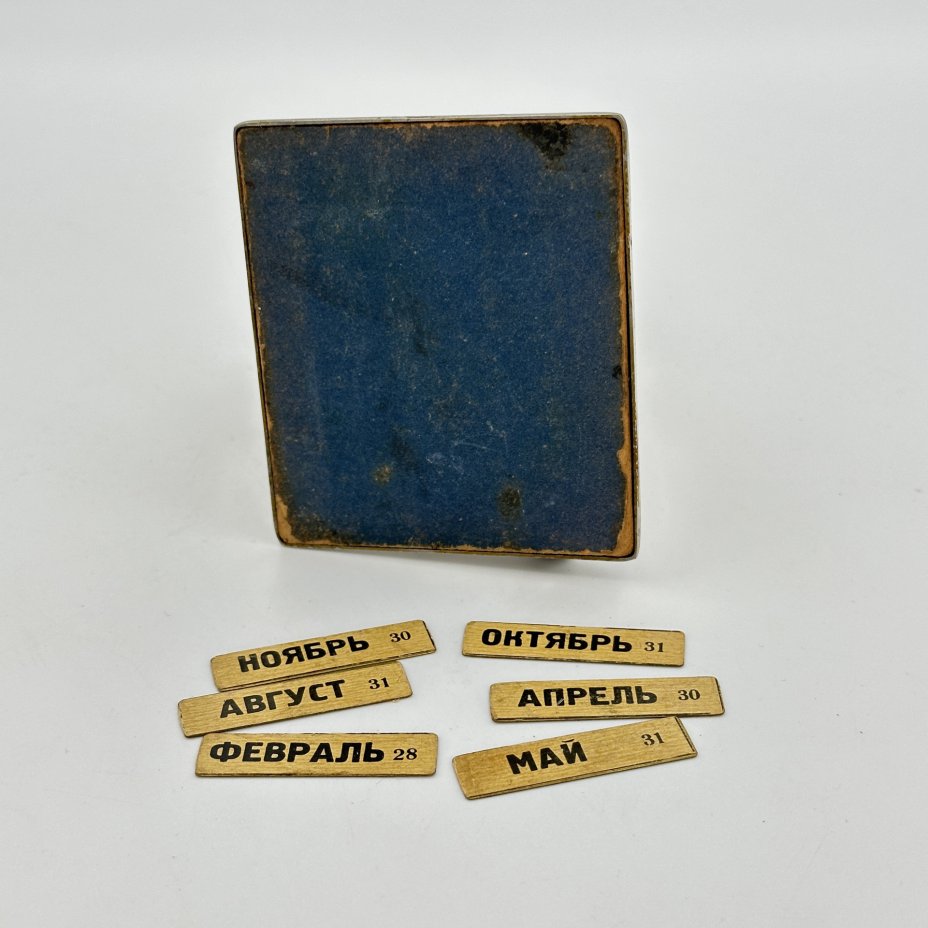 НОЯБРЬ 30
АВГУСТ 31
ФЕВРАЛЬ 28
ОКТЯБРЬ 31
АПРЕЛЬ 30
МАЙ 31